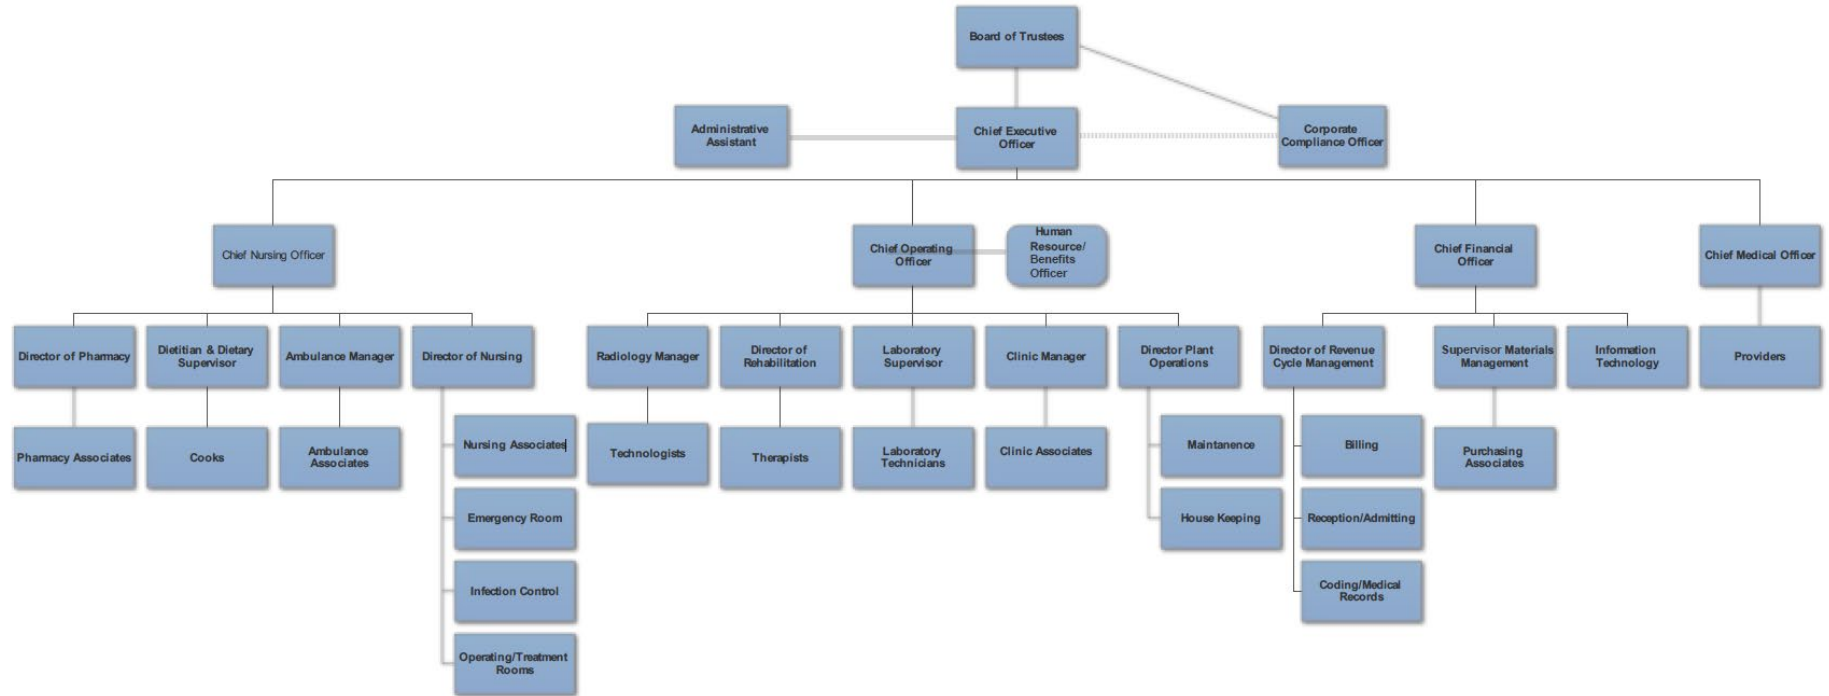 Board of Trustees
Administrative
Assistant
Chief Executive
Officer
Corporate
Compliance Officer
Chief Nursing Officer
Chief Operating
Officer
Human
Resource/
Benefits
Officer
Chief Financial
Officer
Chief Medical Officer
Director of Pharmacy
Dietitian & Dietary
Supervisor
Ambulance Manager
Director of Nursing
Radiology Manager
Director of
Rehabilitation
Laboratory
Supervisor
Clinic Manager
Director Plant
Operations
Director of Revenue
Cycle Management
Supervisor Materials
Management
Information
Technology
Providers
Pharmacy Associates
Cooks
Ambulance
Associates
Nursing Associates
Technologists
Therapists
Laboratory
Technicians
Clinic Associates
Maintanence
Billing
Purchasing
Associates
Emergency Room
House Keeping
Reception/Admitting
Infection Control
Coding/Medical
Records
Operating/Treatment
Rooms